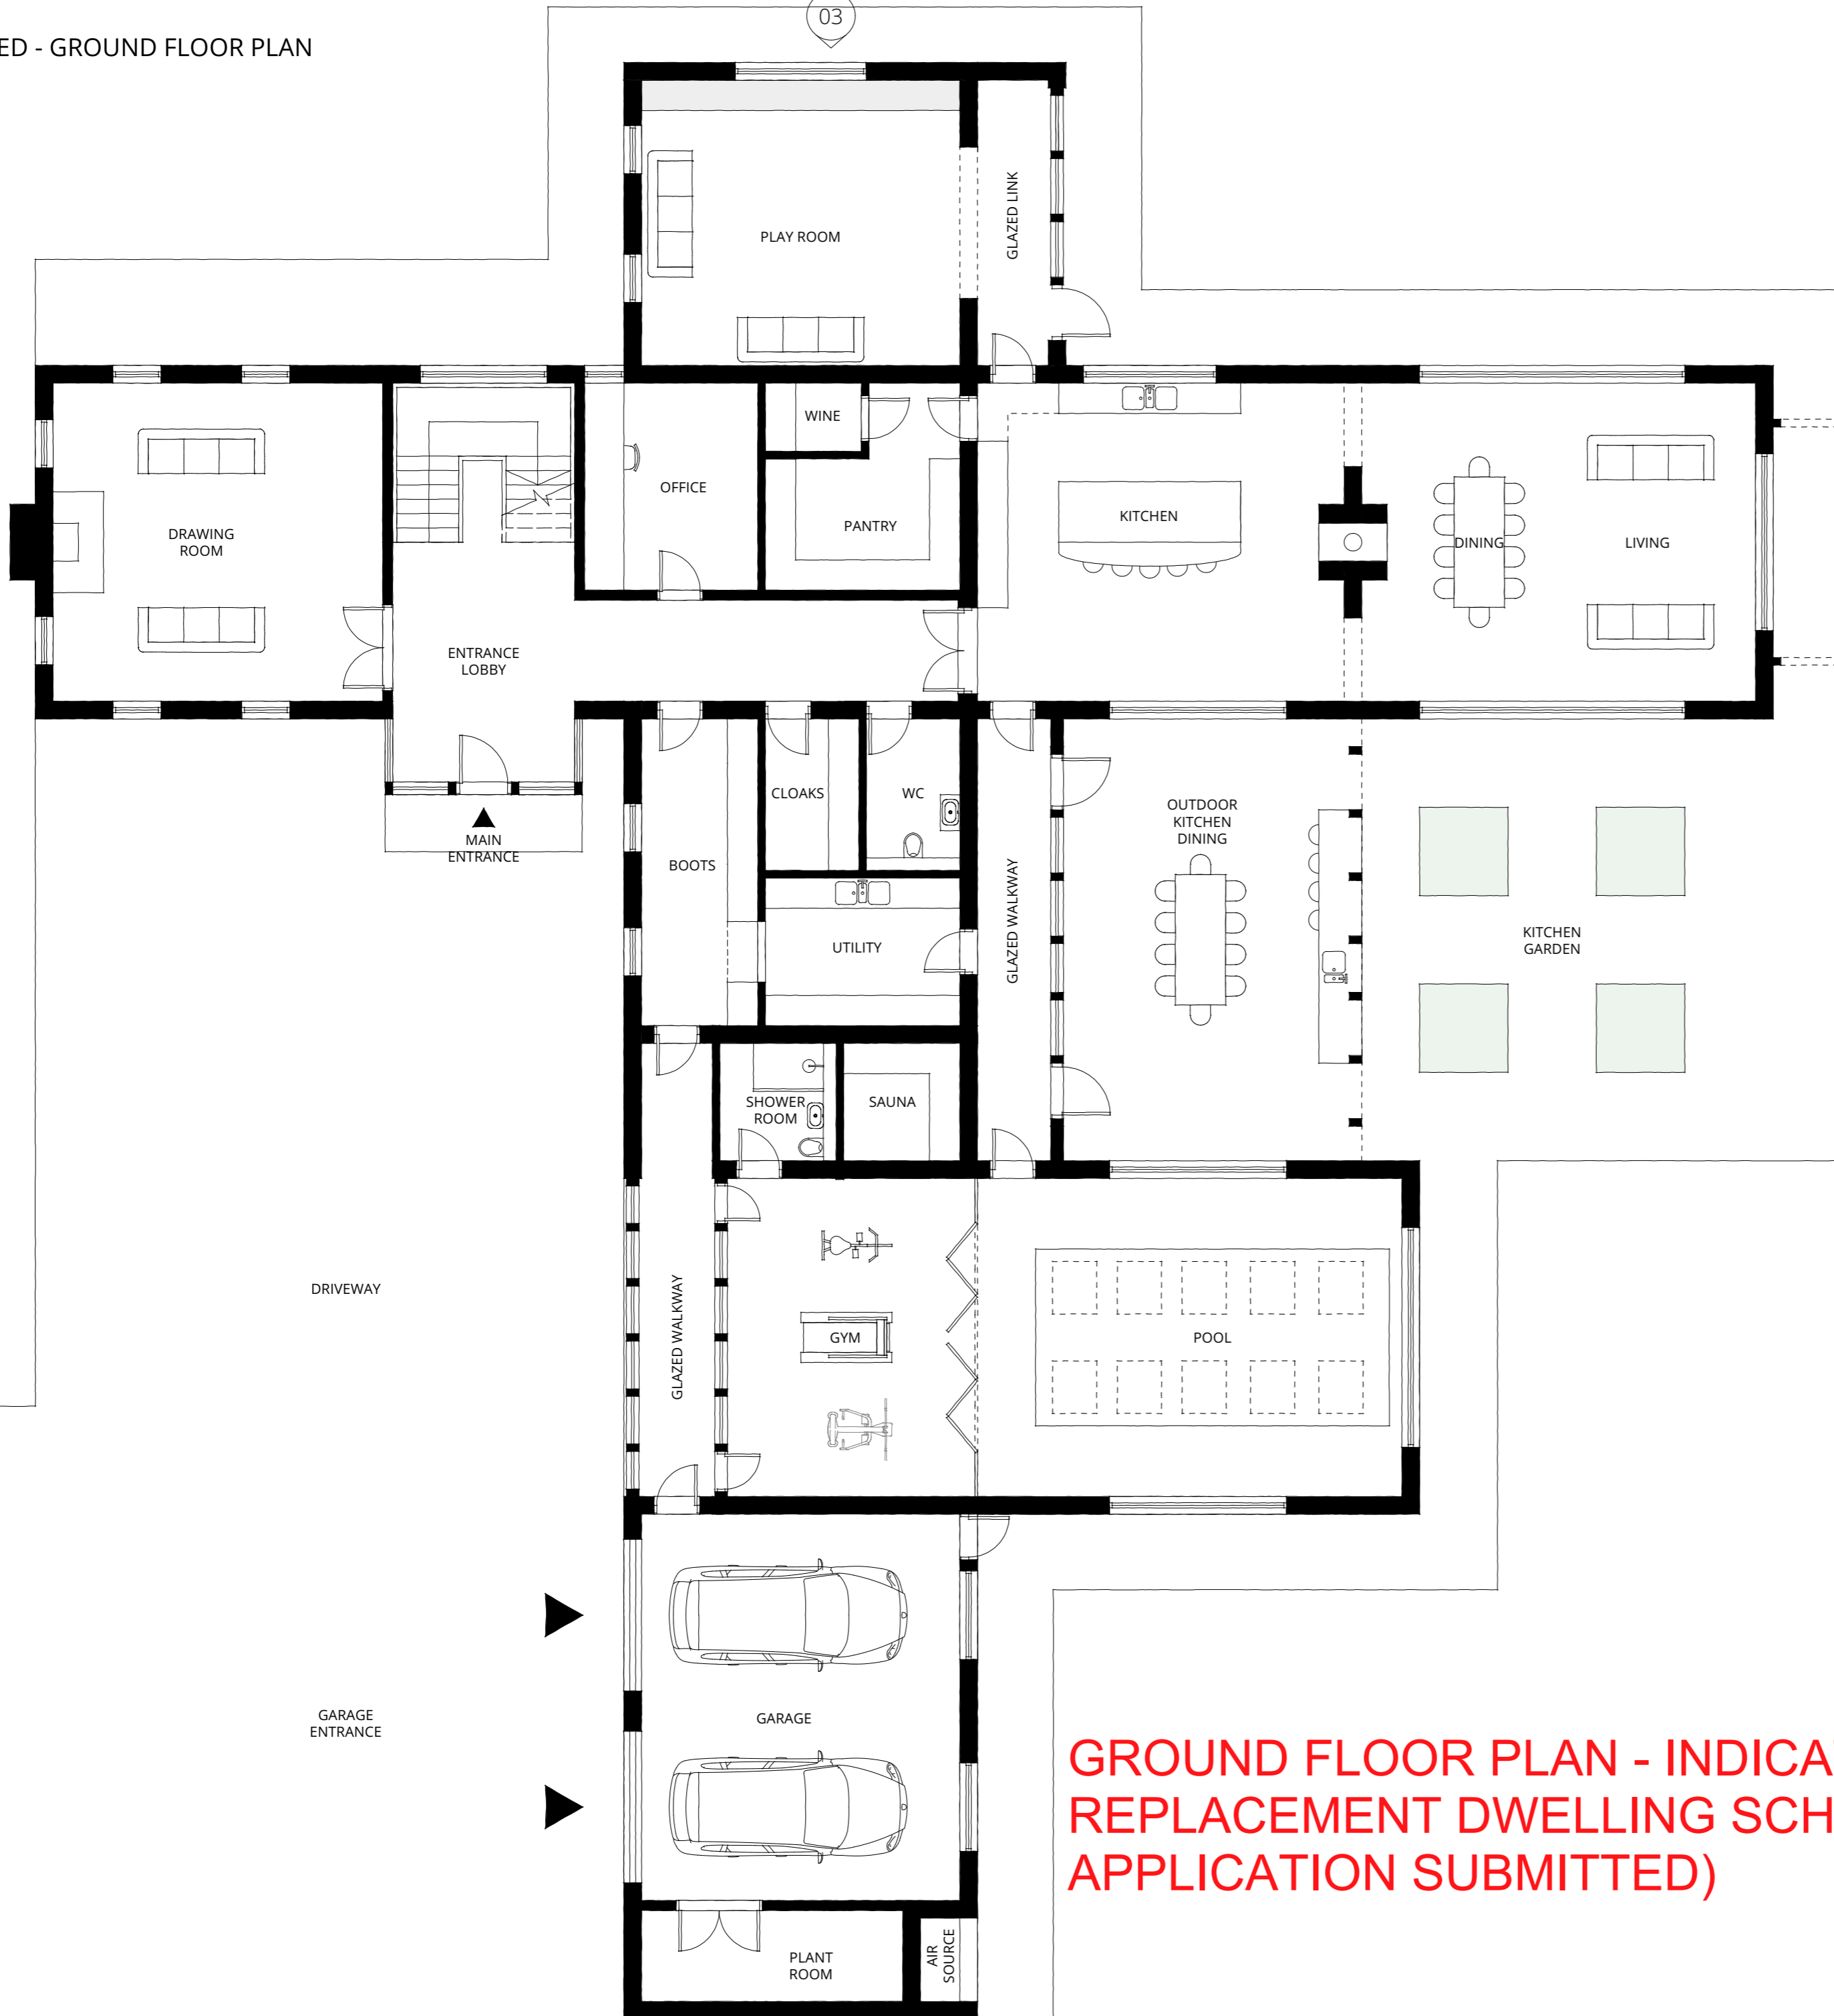 03
ED - GROUND FLOOR PLAN
PLAY ROOM
GLAZED LINK
WINE
OFFICE
PANTRY
KITCHEN
DRAWING
ROOM
DINING
LIVING
ENTRANCE
LOBBY
MAIN
ENTRANCE
CLOAKS
WC
BOOTS
UTILITY
GLAZED WALKWAY
OUTDOOR
KITCHEN
DINING
KITCHEN
GARDEN
SHOWER
ROOM
SAUNA
DRIVEWAY
GLAZED WALKWAY
GYM
POOL
GARAGE
ENTRANCE
GARAGE
GROUND FLOOR PLAN - INDICA
REPLACEMENT DWELLING SCH
APPLICATION SUBMITTED)
PLANT
ROOM
AIR
SOURCE